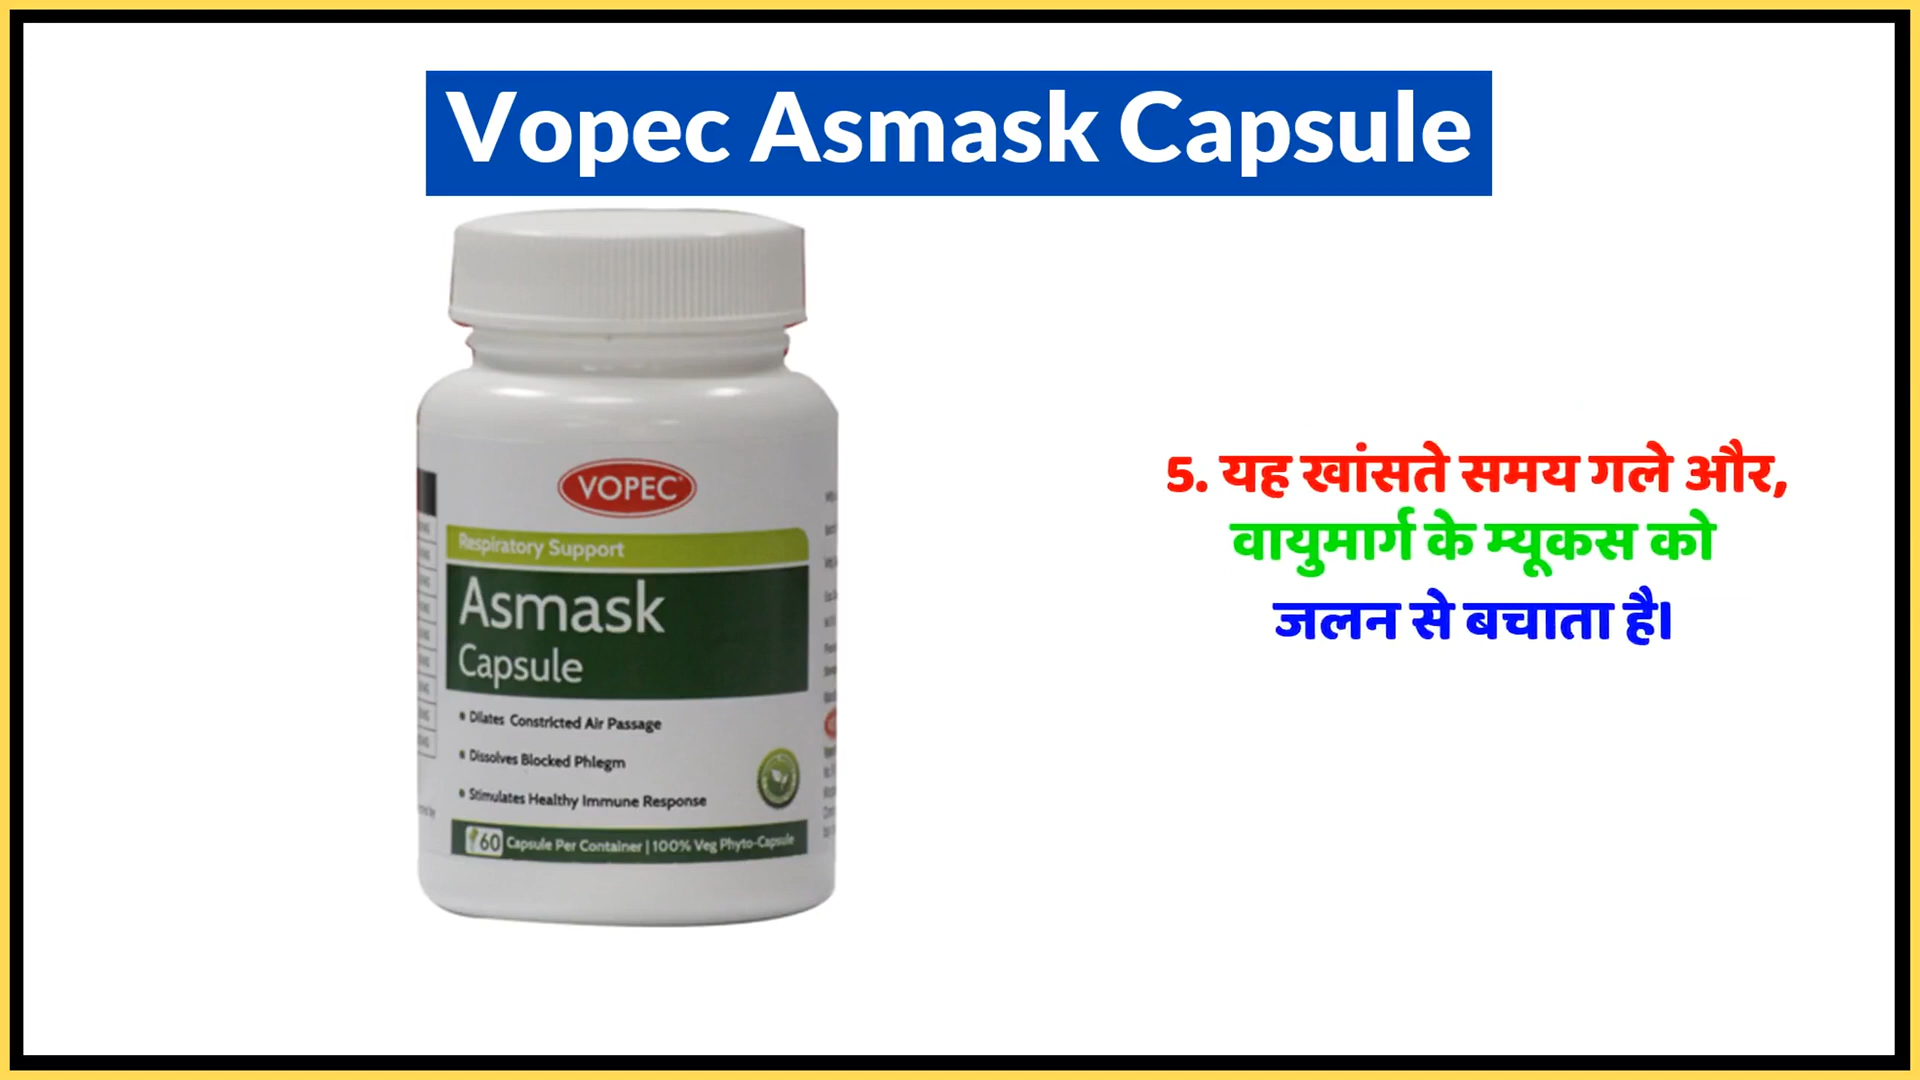 Vopec Asmask Capsule
VOPEC
Respiratory Support
Asmask
Capsule
Dilates Constricted Air Passage
Dissolves Blocked Phlegm
Stimulates Healthy Immune Response
60 Capsule Per Container | 100% Veg Phyto-Capsule
5. यह खांसते समय गले और,
वायुमार्ग के म्यूकस को
जलन से बचाता है।